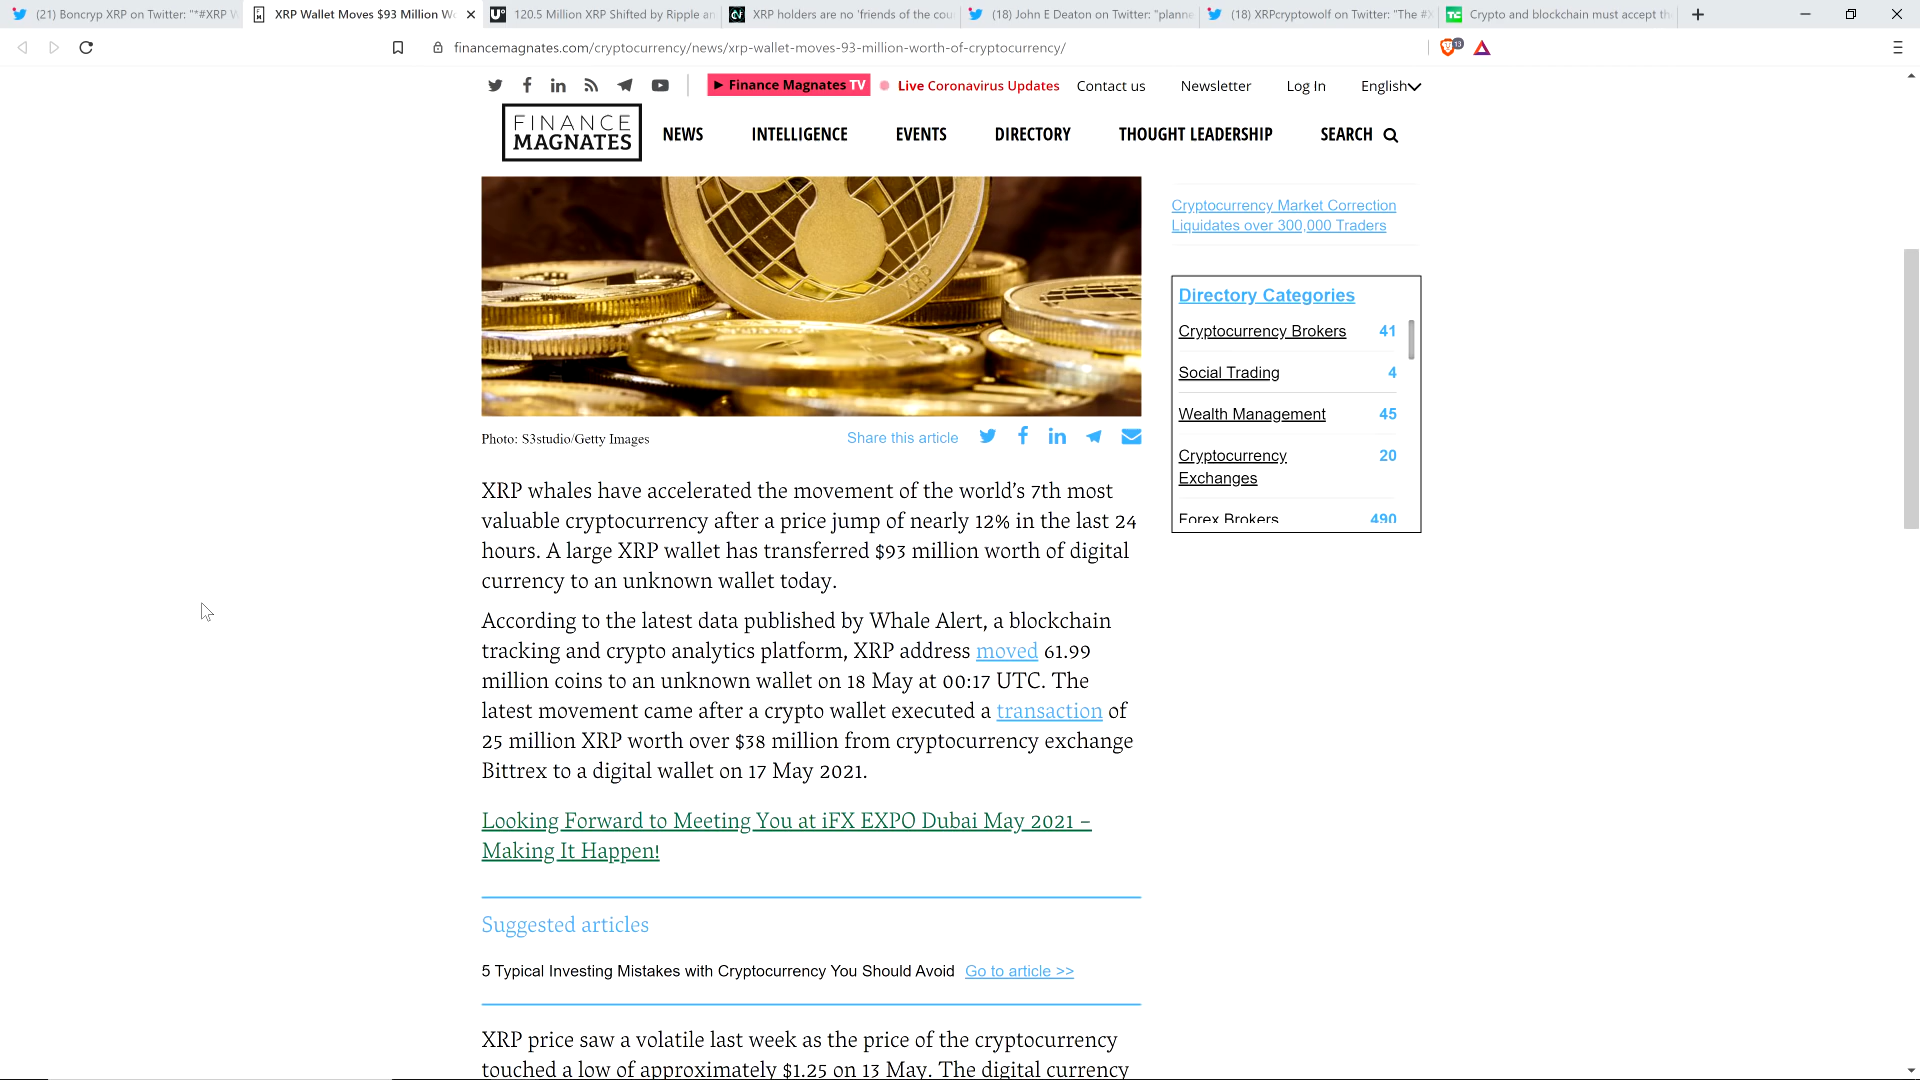 (21) Boncryp XRP on Twitter: "*#XRP W
XRP Wallet Moves $93 Million Wo
120.5 Million XRP Shifted by Ripple an
XRP holders are no 'friends of the cou
(18) John E Deaton on Twitter: "planne
(18) XRPcryptowolf on Twitter: "The #X
Crypto and blockchain must accept th
financemagnates.com/cryptocurrency/news/xrp-wallet-moves-93-million-worth-of-cryptocurrency/
13
Finance Magnates TV
Live Coronavirus Updates
Contact us
Newsletter
Log In
English
FINANCE
MAGNATES
NEWS
INTELLIGENCE
EVENTS
DIRECTORY
THOUGHT LEADERSHIP
SEARCH
XRP
Cryptocurrency Market Correction
Liquidates over 300,000 Traders
Directory Categories
Cryptocurrency Brokers 41
Social Trading 4
Wealth Management 45
Cryptocurrency 20
Exchanges
Forex Brokers 490
Photo: S3studio/Getty Images
Share this article
XRP whales have accelerated the movement of the world’s 7th most
valuable cryptocurrency after a price jump of nearly 12% in the last 24
hours. A large XRP wallet has transferred $93 million worth of digital
currency to an unknown wallet today.
According to the latest data published by Whale Alert, a blockchain
tracking and crypto analytics platform, XRP address moved 61.99
million coins to an unknown wallet on 18 May at 00:17 UTC. The
latest movement came after a crypto wallet executed a transaction of
25 million XRP worth over $38 million from cryptocurrency exchange
Bittrex to a digital wallet on 17 May 2021.
Looking Forward to Meeting You at iFX EXPO Dubai May 2021 –
Making It Happen!
Suggested articles
5 Typical Investing Mistakes with Cryptocurrency You Should Avoid Go to article >>
XRP price saw a volatile last week as the price of the cryptocurrency
touched a low of approximately $1.25 on 13 May. The digital currency